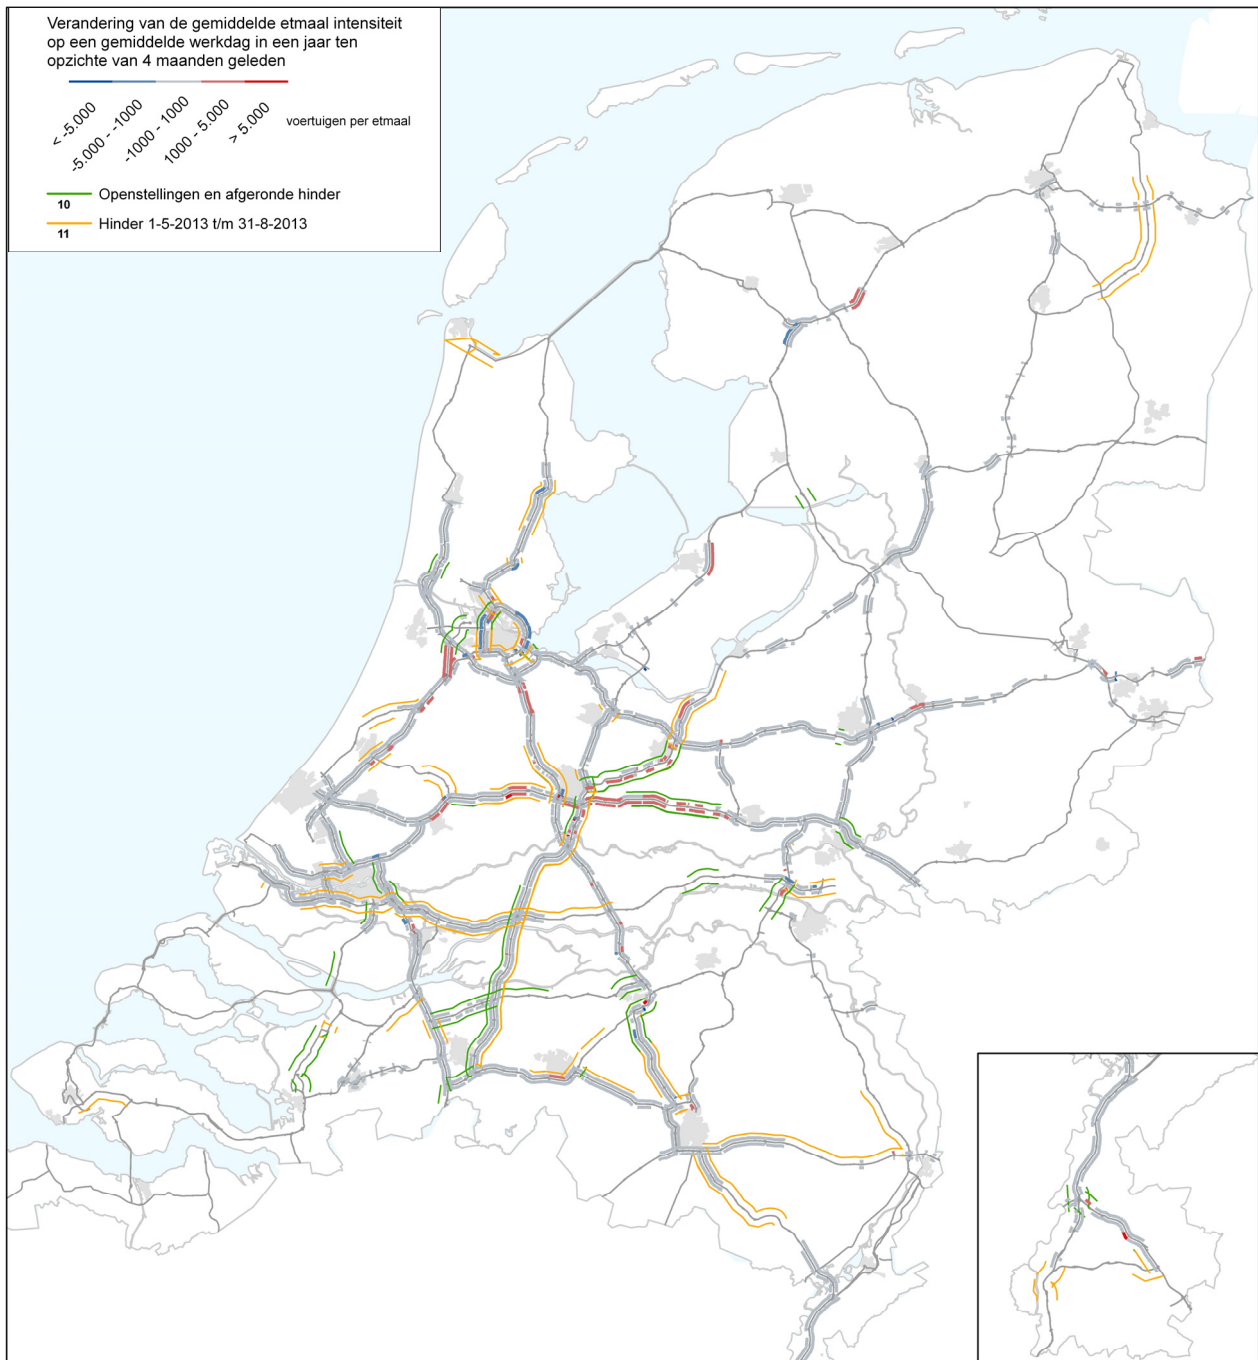 Verandering van de gemiddelde etmaal intensiteit
op een gemiddelde werkdag in een jaar ten
opzichte van 4 maanden geleden
< -5.000
-5.000 - -1000
-1000 - 1000
1000 - 5.000
> 5.000
voertuigen per etmaal
Openstellingen en afgeronde hinder
10
Hinder 1-5-2013 t/m 31-8-2013
11